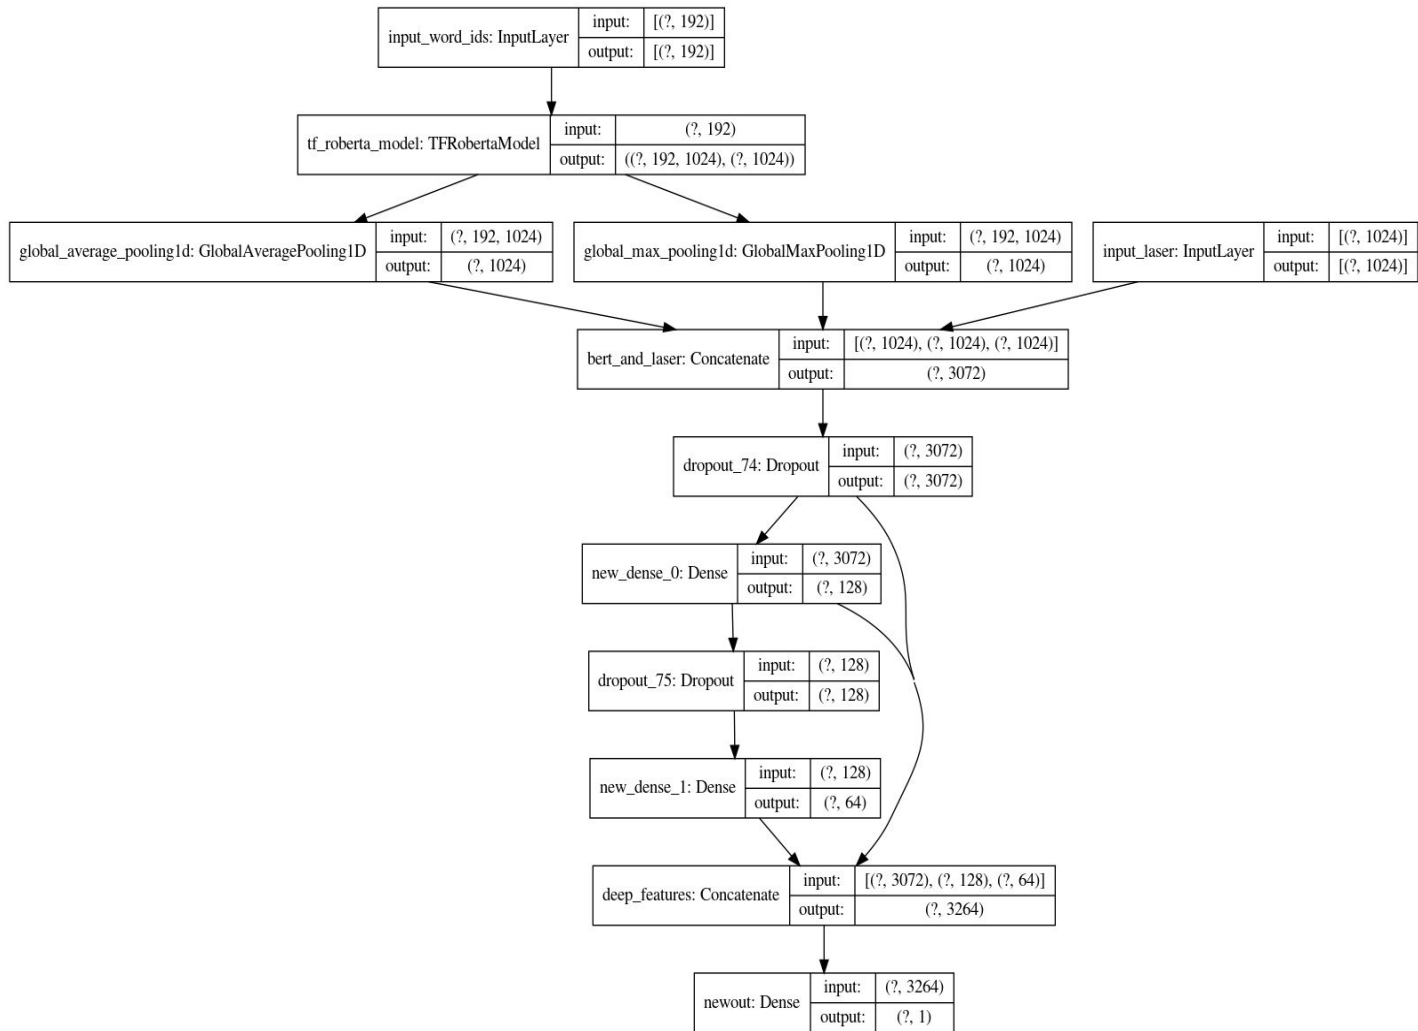 input_word_ids: InputLayer
input: [(?, 192)]
output: [(?, 192)]
tf_roberta_model: TFRobertaModel
input: (?, 192)
output: ((?, 192, 1024), (?, 1024))
global_average_pooling1d: GlobalAveragePooling1D
input: (?, 192, 1024)
output: (?, 1024)
global_max_pooling1d: GlobalMaxPooling1D
input: (?, 192, 1024)
output: (?, 1024)
input_laser: InputLayer
input: [(?, 1024)]
output: [(?, 1024)]
bert_and_laser: Concatenate
input: [(?, 1024), (?, 1024), (?, 1024)]
output: (?, 3072)
dropout_74: Dropout
input: (?, 3072)
output: (?, 3072)
new_dense_0: Dense
input: (?, 3072)
output: (?, 128)
dropout_75: Dropout
input: (?, 128)
output: (?, 128)
new_dense_1: Dense
input: (?, 128)
output: (?, 64)
deep_features: Concatenate
input: [(?, 3072), (?, 128), (?, 64)]
output: (?, 3264)
newout: Dense
input: (?, 3264)
output: (?, 1)